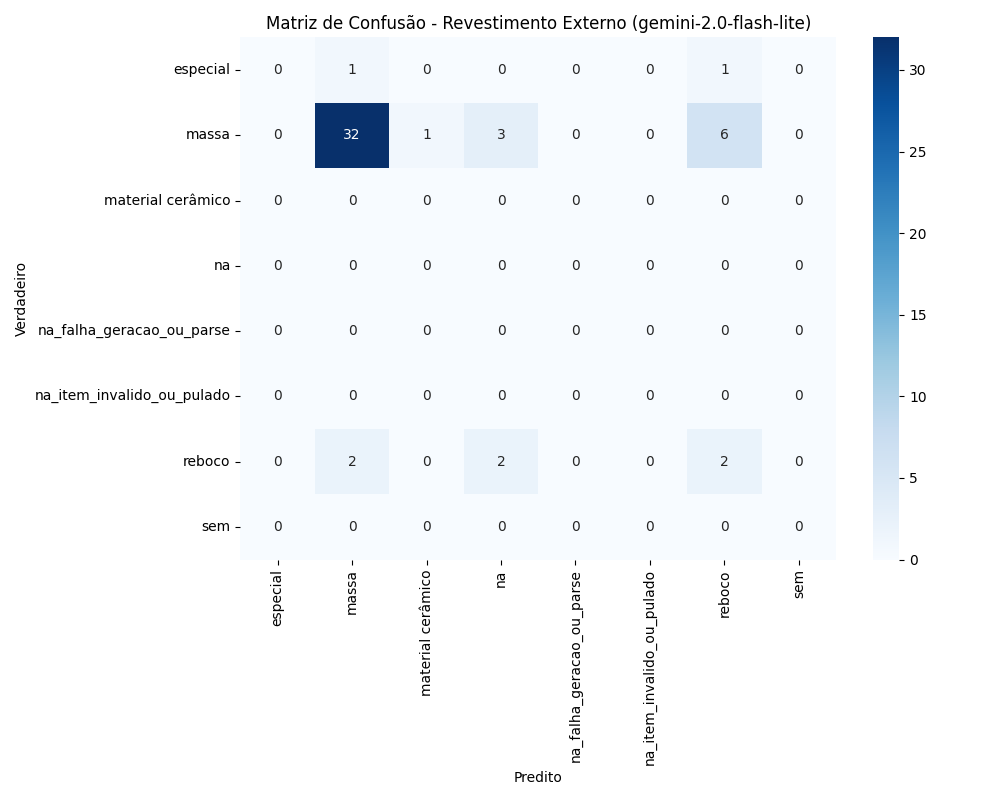 Matriz de Confusão - Revestimento Externo (gemini-2.0-flash-lite)
Verdadeiro
especial 0 1 0 0 0 0 1 0
massa 0 32 1 3 0 0 6 0
material cerâmico 0 0 0 0 0 0 0 0
na 0 0 0 0 0 0 0 0
na_falha_geracao_ou_parse 0 0 0 0 0 0 0 0
na_item_invalido_ou_pulado 0 0 0 0 0 0 0 0
reboco 0 2 0 2 0 0 2 0
sem 0 0 0 0 0 0 0 0
especial
massa
material cerâmico
na
na_falha_geracao_ou_parse
na_item_invalido_ou_pulado
reboco
sem
Predito
30
25
20
15
10
5
0